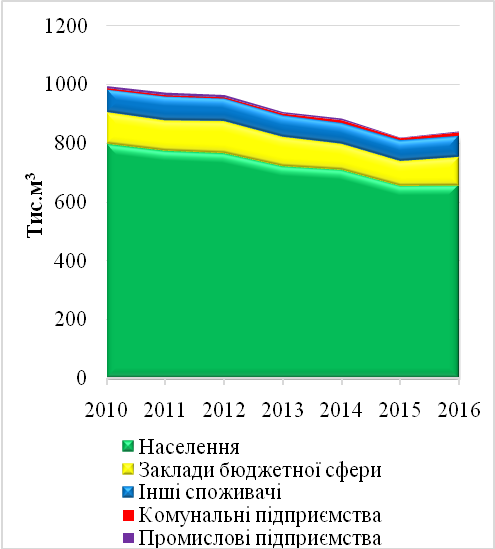 1200
1000
800
600
400
200
0
Тис.м³
2010 2011 2012 2013 2014 2015 2016
Населення
Заклади бюджетної сфери
Інші споживачі
Комунальні підприємства
Промислові підприємства